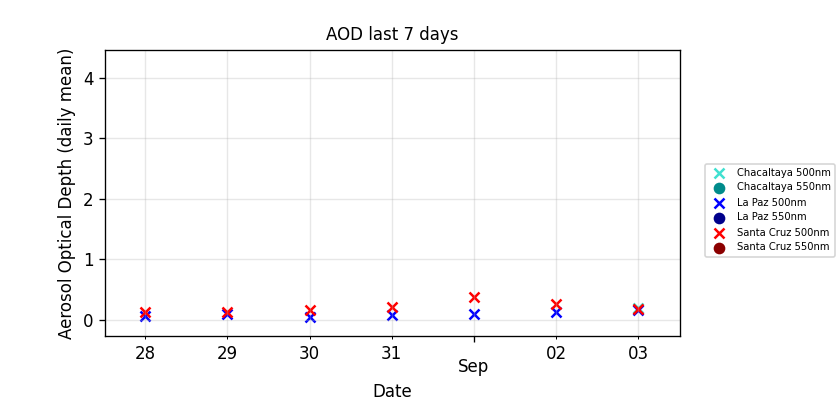 AOD last 7 days
Aerosol Optical Depth (daily mean)
4
3
2
1
0
28 29 30 31 Sep 02 03
Date
Chacaltaya 500nm
Chacaltaya 550nm
La Paz 500nm
La Paz 550nm
Santa Cruz 500nm
Santa Cruz 550nm